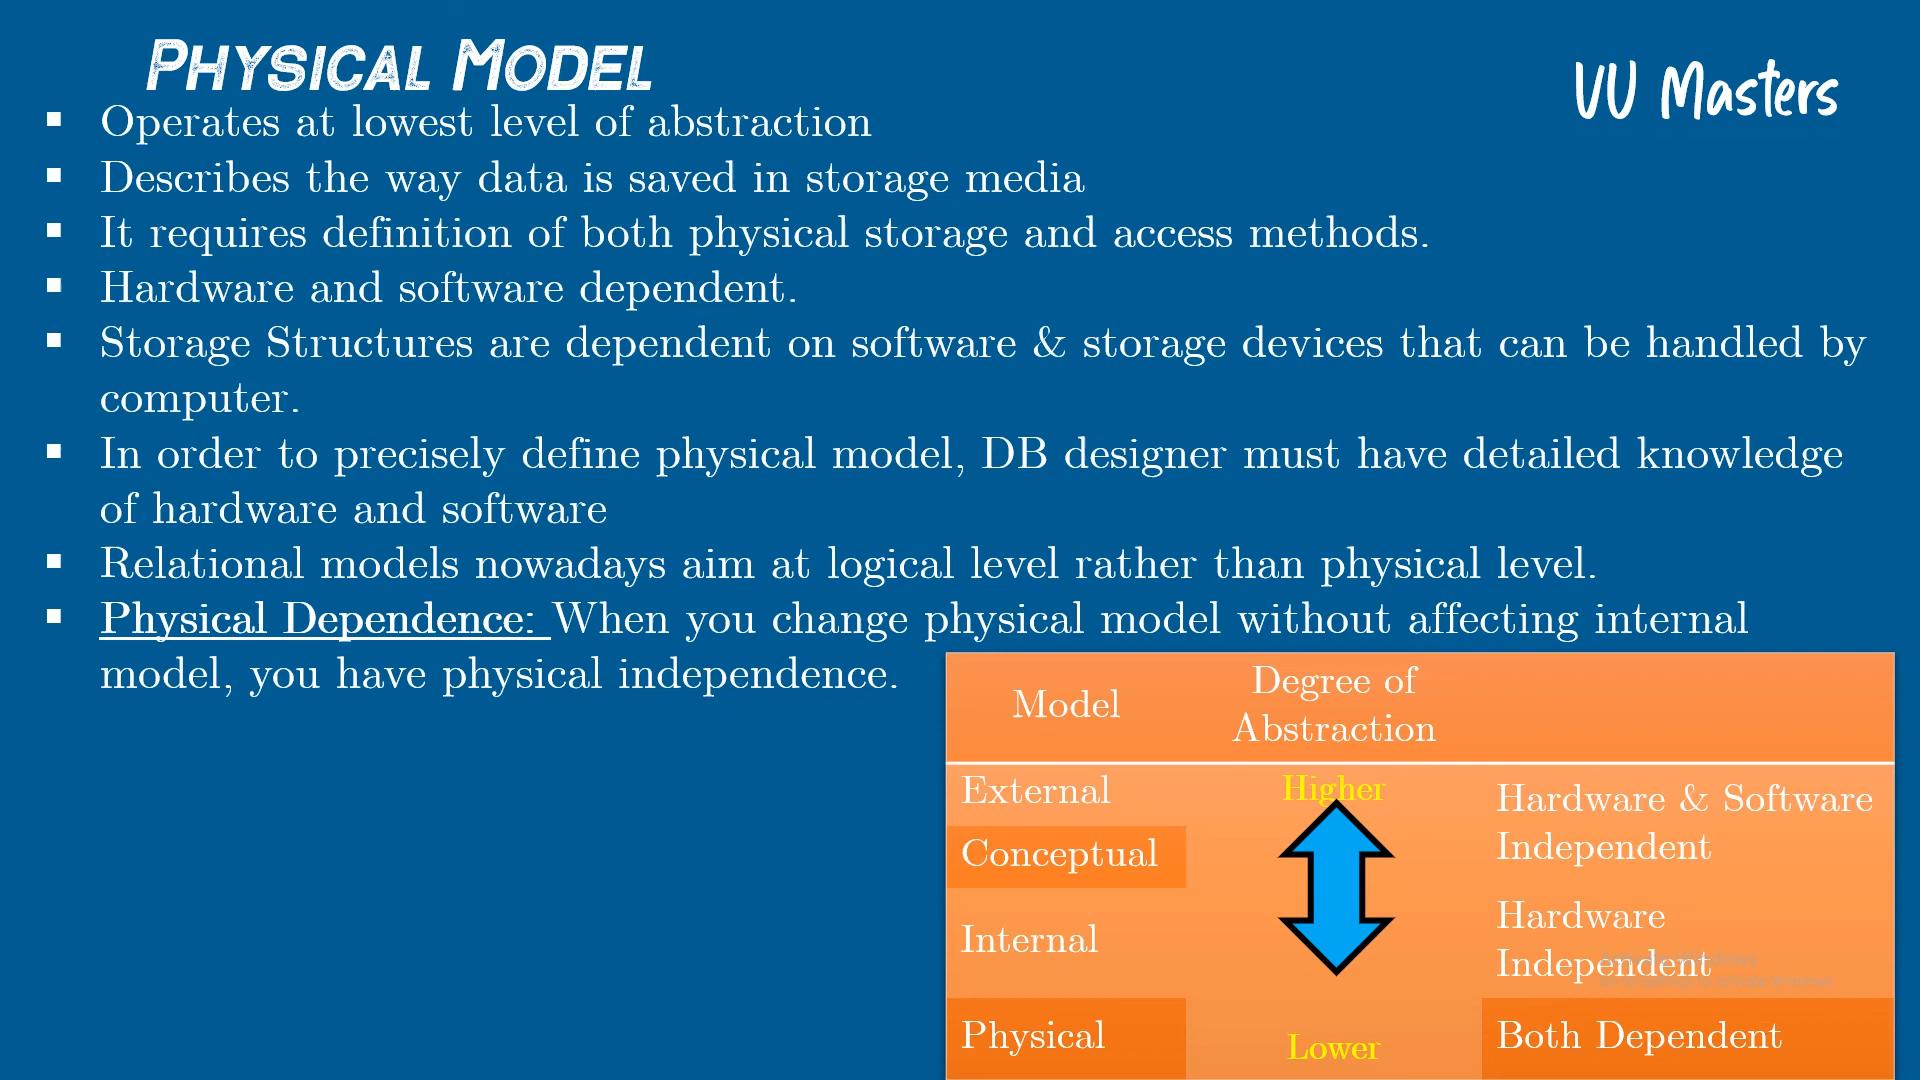 Physical Model
VU Masters
▪ Operates at lowest level of abstraction
▪ Describes the way data is saved in storage media
▪ It requires definition of both physical storage and access methods.
▪ Hardware and software dependent.
▪ Storage Structures are dependent on software & storage devices that can be handled by
computer.
▪ In order to precisely define physical model, DB designer must have detailed knowledge
of hardware and software
▪ Relational models nowadays aim at logical level rather than physical level.
▪ Physical Dependence: When you change physical model without affecting internal
model, you have physical independence.
Model
Degree of
Abstraction
External
Higher
Hardware & Software
Independent
Conceptual
Internal
Hardware
Independent
Physical
Lower
Both Dependent